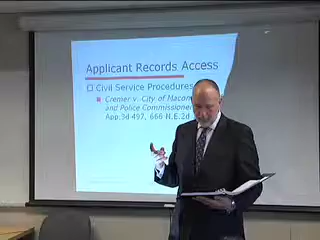 Applicant Records Access
Civil Service Procedures
Cremer v. City of Macomb
and Police Commissioner
App.3d 497, 666 N.E.2d